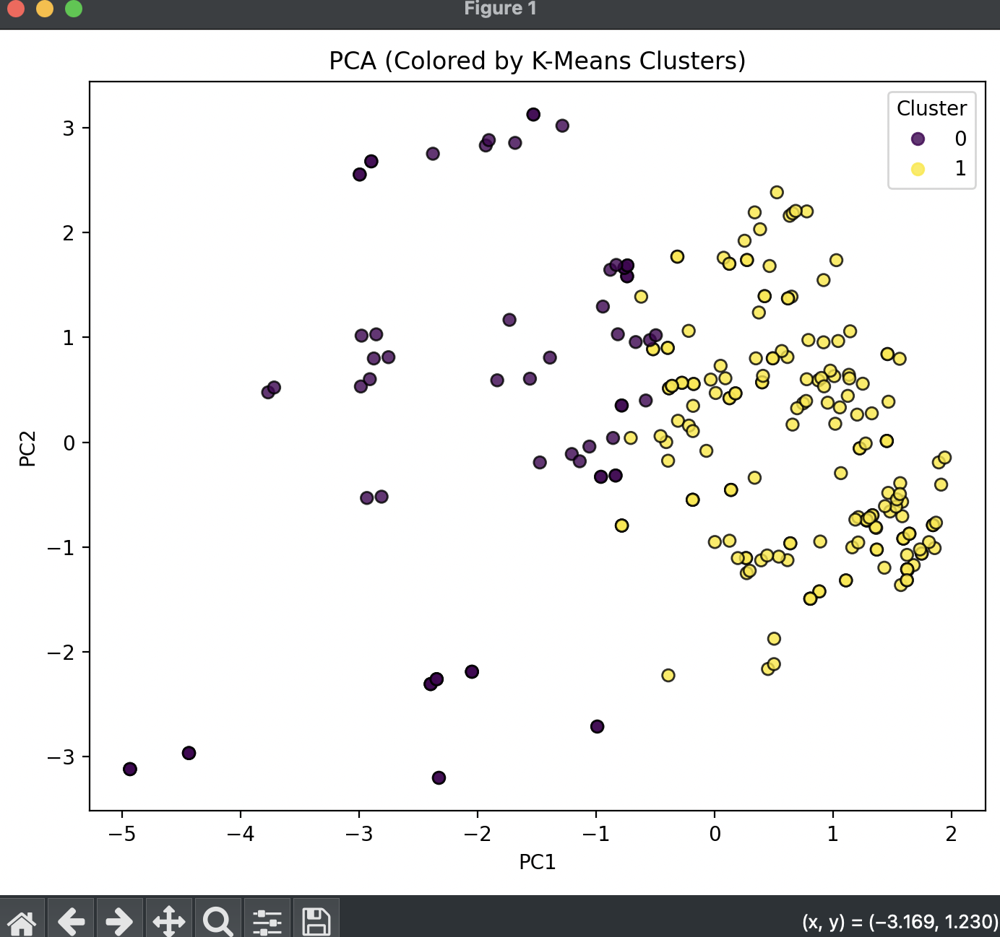 Figure 1
PCA (Colored by K-Means Clusters)
Cluster
0
1
3
2
1
0
−1
−2
−3
PC2
−5 −4 −3 −2 −1 0 1 2
PC1
(x, y) = (−3.169, 1.230)